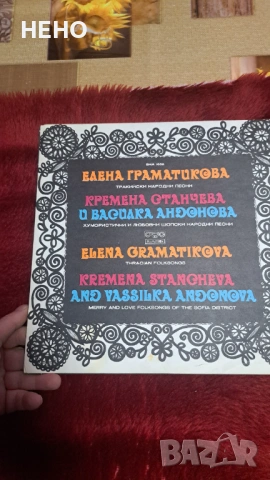 НЕНО
ЕЛЕНА ГРАМАТИКОВА
ТРАКИЙСКИ НАРОДНИ ПЕСНИ
КРЕМЕНА СТАНЧЕВА
И ВАСИЛКА АНДОНОВА
ХУМОРИСТИЧНИ И ЛЮБОВНИ ШОПСКИ НАРОДНИ ПЕСНИ
ELENA GRAMATIKOVA
THRACIAN FOLKSONGS
KREMENA STANCHEVA
AND VASSILKA ANDONOVA
MERRY AND LOVE FOLKSONGS OF THE SOFIA DISTRICT
BAZAR